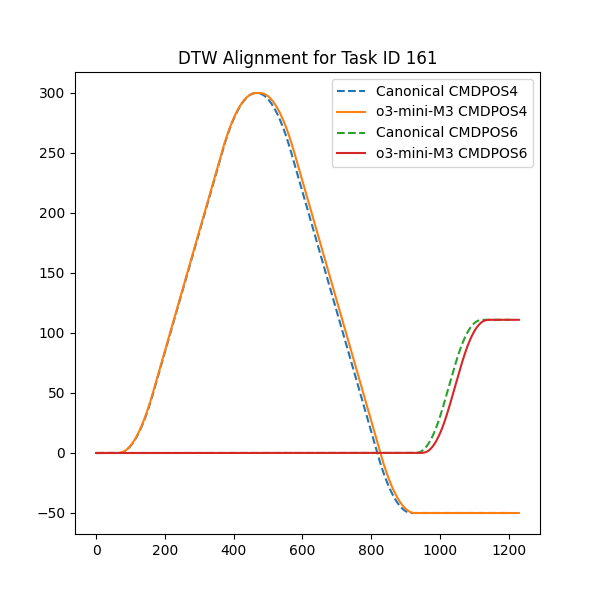 DTW Alignment for Task ID 161
Canonical CMDPOS4
o3-mini-M3 CMDPOS4
Canonical CMDPOS6
o3-mini-M3 CMDPOS6
300
250
200
150
100
50
0
−50
0 200 400 600 800 1000 1200